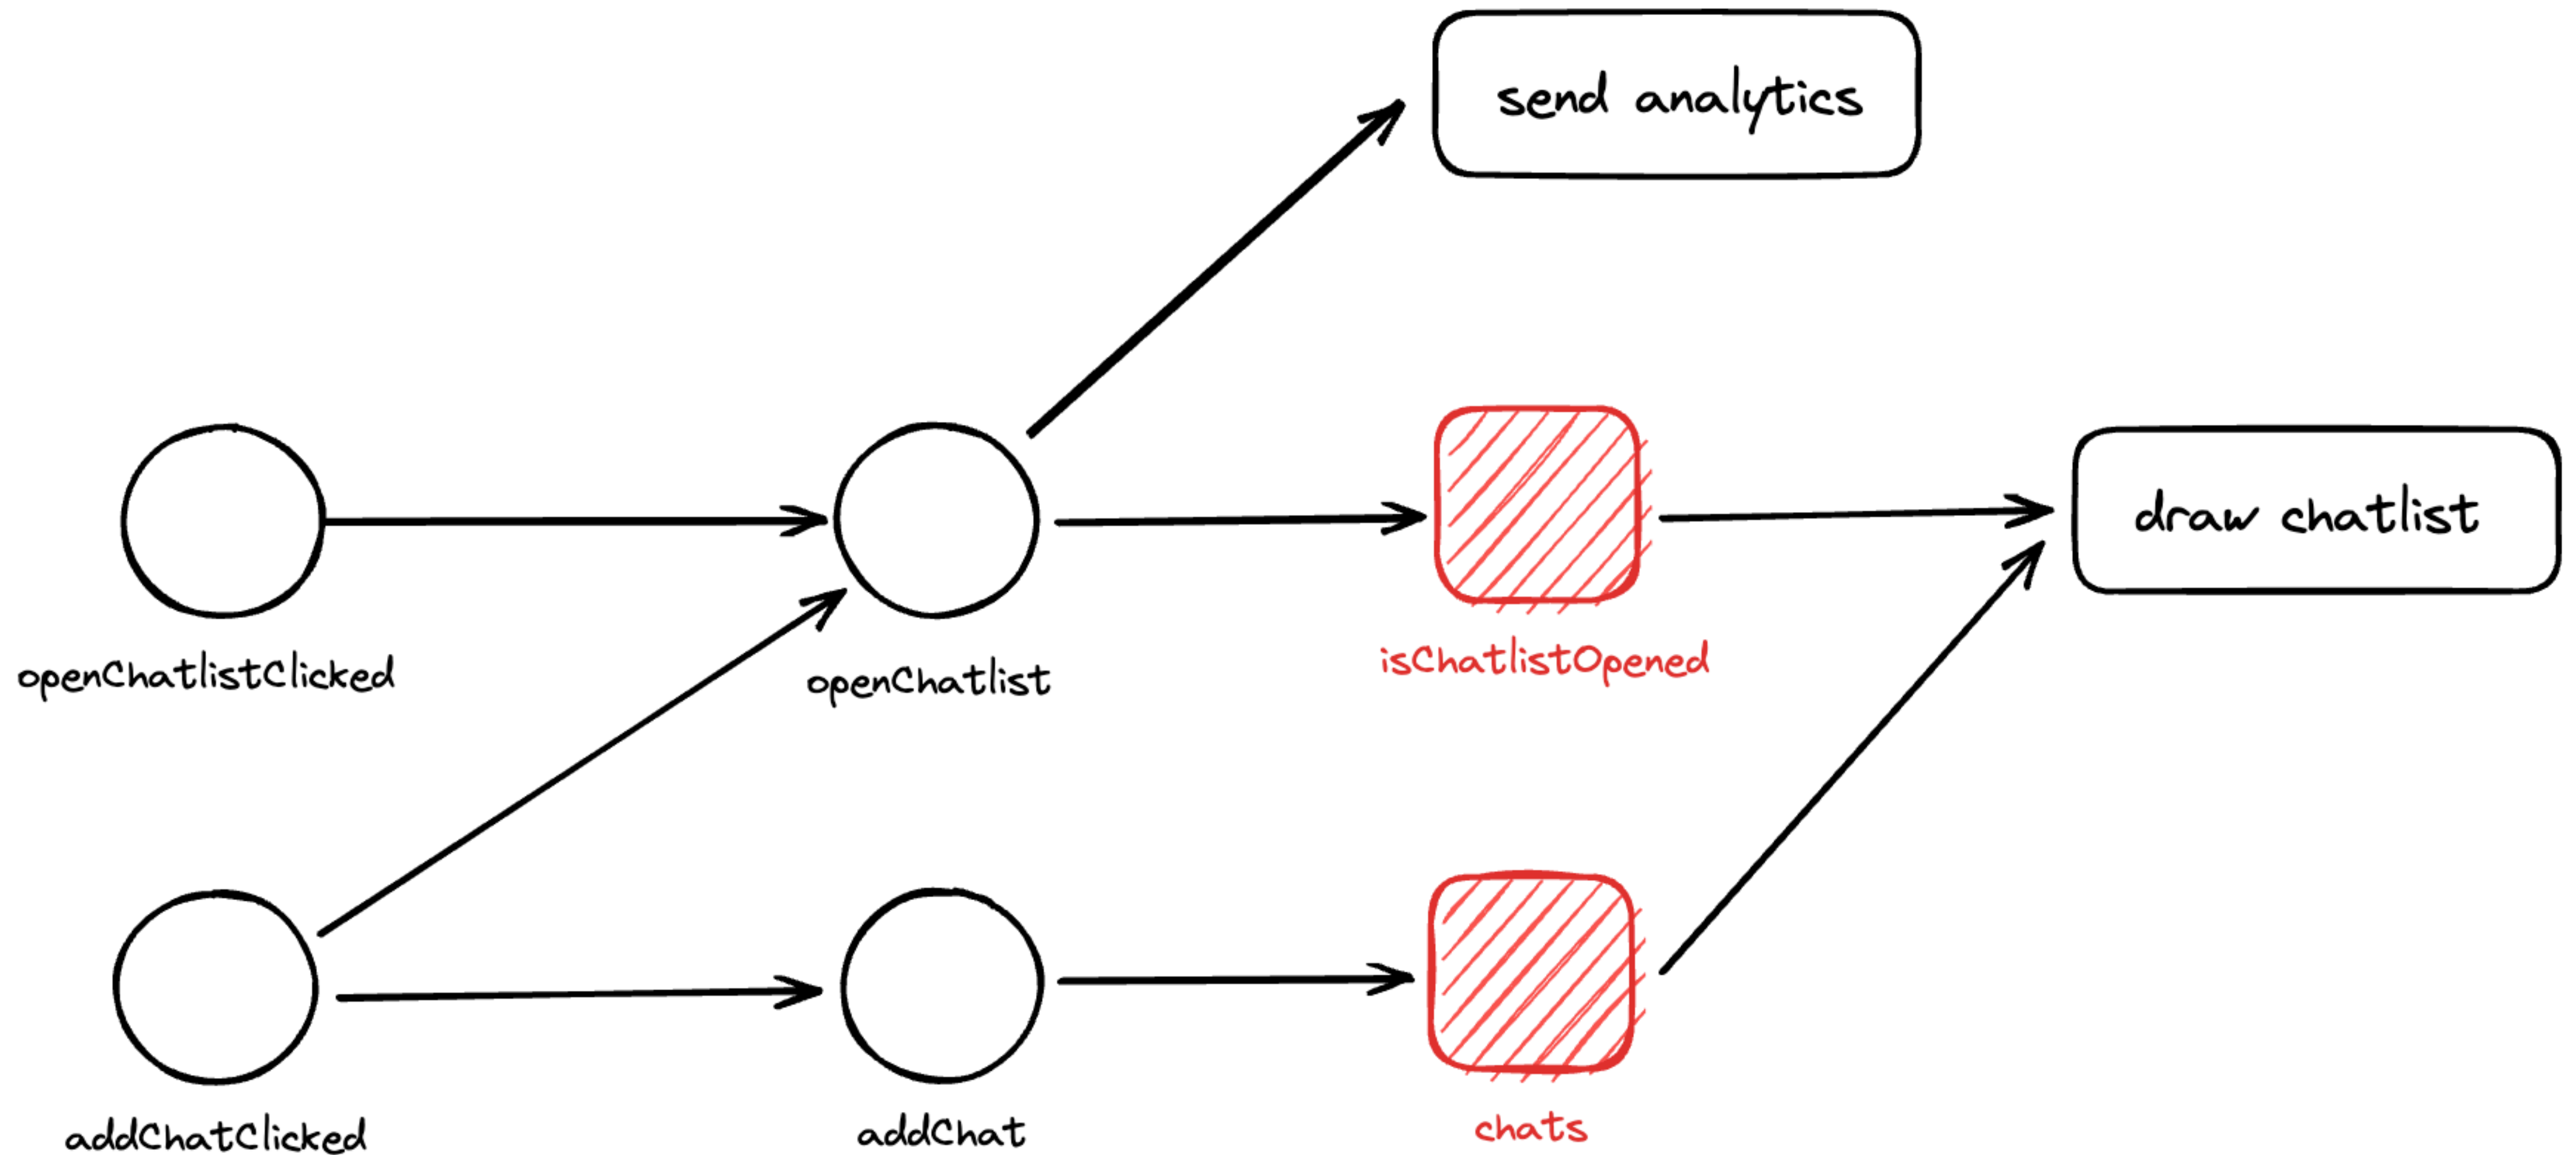 send analytics
draw chatlist
openChatlistClicked
openChatlist
isChatlistOpened
addChatClicked
addChat
chats